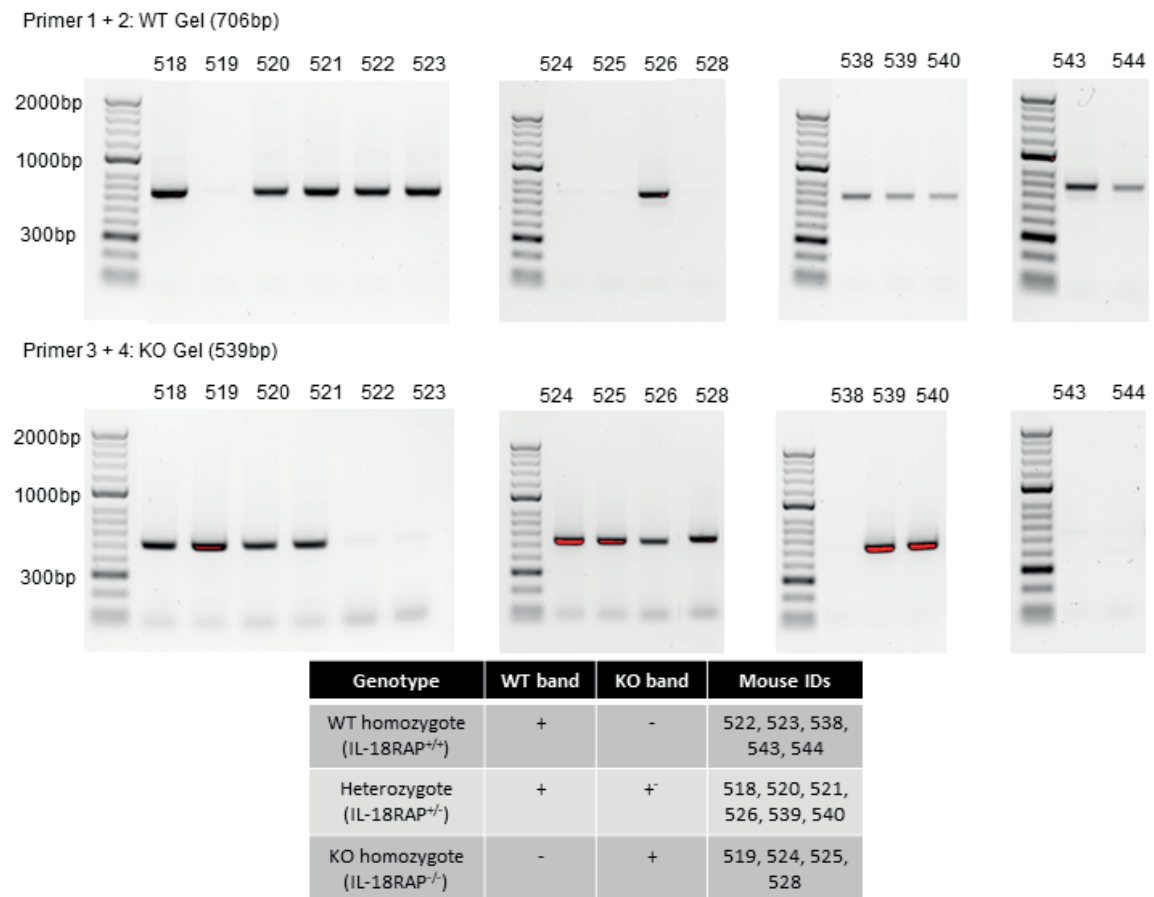 Primer 1 + 2: WT Gel (706bp)
518 519 520 521 522 523
524 525 526 528
538 539 540
543 544
2000bp
1000bp
300bp
Primer 3 + 4: KO Gel (539bp)
518 519 520 521 522 523
524 525 526 528
538 539 540
543 544
2000bp
1000bp
300bp
Genotype WT band KO band Mouse IDs
WT homozygote
(IL-18RAP+/+)
+ - 522, 523, 538,
543, 544
Heterozygote
(IL-18RAP+/-)
+ +- 518, 520, 521,
526, 539, 540
KO homozygote
(IL-18RAP-/-)
- + 519, 524, 525,
528